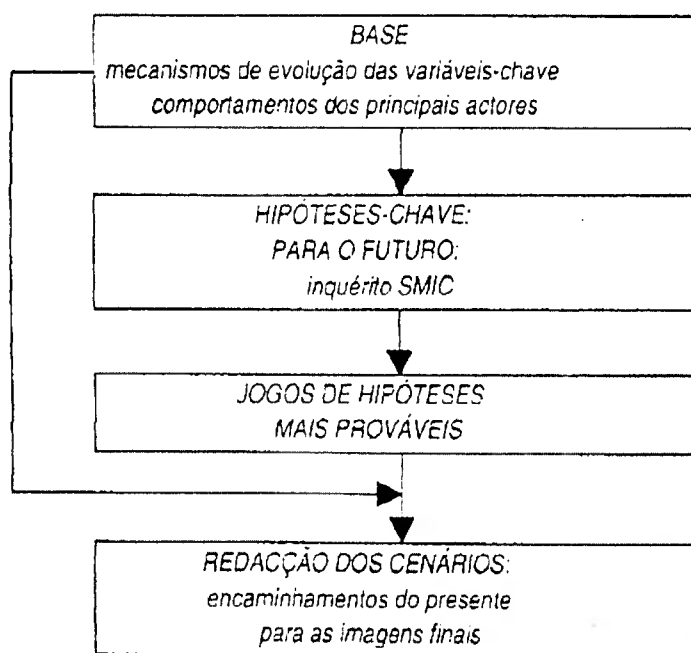 BASE
mecanismos de evolução das variáveis-chave
comportamentos dos principais actores
HIPÓTESES-CHAVE:
PARA O FUTURO:
inquérito SMIC
JOGOS DE HIPÓTESES
MAIS PROVÁVEIS
REDACÇÃO DOS CENÁRIOS:
encaminhamentos do presente
para as imagens finais